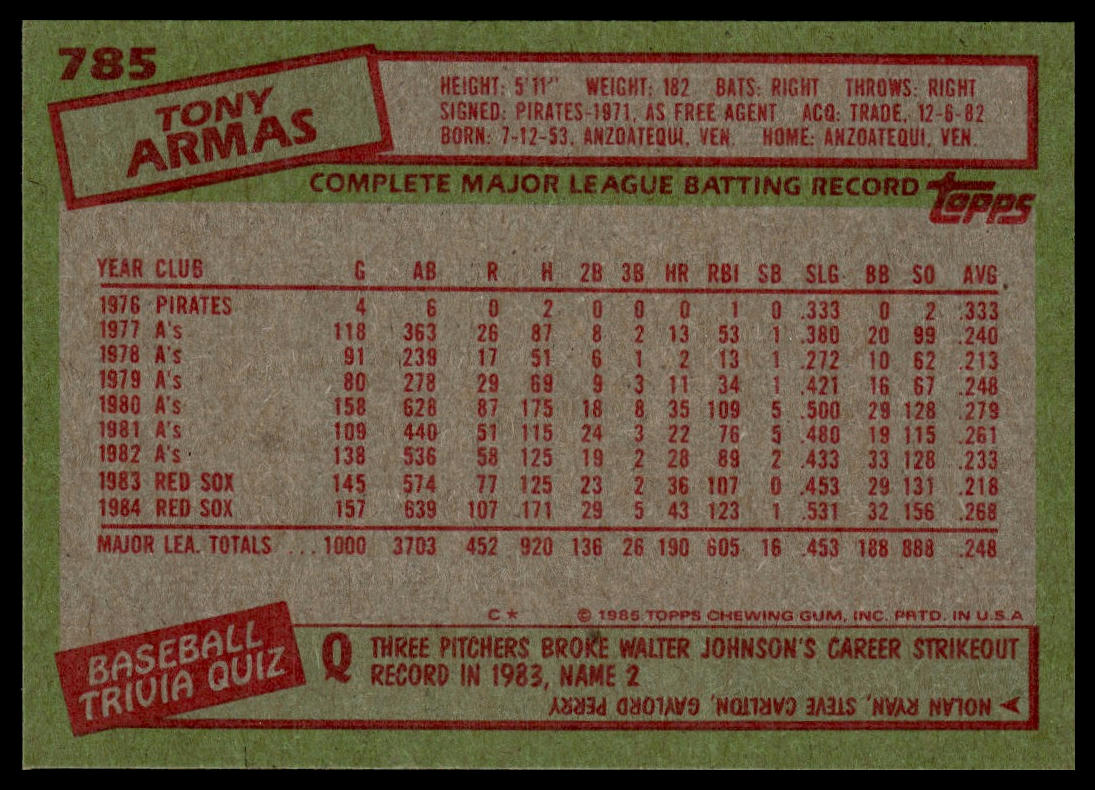 785
TONY
ARMAS
HEIGHT: 5'11" WEIGHT: 182 BATS: RIGHT THROWS: RIGHT
SIGNED: PIRATES-1971, AS FREE AGENT ACQ: TRADE, 12-6-82
BORN: 7-12-53, ANZOATEQUI, VEN. HOME: ANZOATEQUI, VEN.
COMPLETE MAJOR LEAGUE BATTING RECORD topps
YEAR CLUB G AB R H 2B 3B HR RBI SB SLG BB SO AVG
1976 PIRATES 4 6 0 2 0 0 0 1 0 .333 0 2 .333
1977 A's 118 363 26 87 8 2 13 53 1 .380 20 99 .240
1978 A's 91 239 17 51 6 1 2 13 1 .272 10 62 .213
1979 A's 80 278 29 69 9 3 11 34 1 .421 16 67 .248
1980 A's 158 628 87 175 18 8 35 109 5 .500 29 128 .279
1981 A's 109 440 51 115 24 3 22 76 5 .480 19 115 .261
1982 A's 138 536 58 125 19 2 28 89 2 .433 33 128 .233
1983 RED SOX 145 574 77 125 23 2 36 107 0 .453 29 131 .218
1984 RED SOX 157 639 107 171 29 5 43 123 1 .531 32 156 .268
MAJOR LEA. TOTALS ...1000 3703 452 920 136 26 190 605 16 .453 188 888 .248
C* © 1985 TOPPS CHEWING GUM, INC. PRTD. IN U.S.A
BASEBALL
TRIVIA QUIZ
Q THREE PITCHERS BROKE WALTER JOHNSON'S CAREER STRIKEOUT
RECORD IN 1983, NAME 2
A NOLAN RYAN, STEVE CARLTON, GAYLORD PERRY